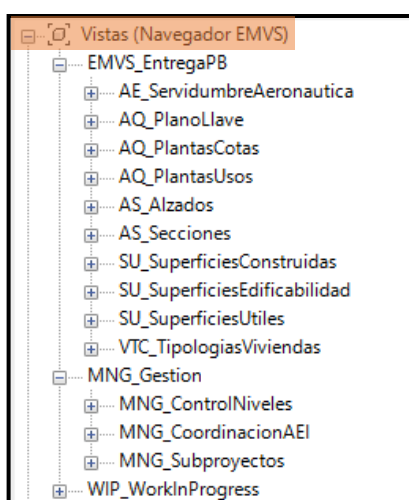 Vistas (Navegador EMVS)
EMVS_EntregaPB
AE_ServidumbreAeronautica
AQ_PlanoLlave
AQ_PlantasCotas
AQ_PlantasUsos
AS_Alzados
AS_Secciones
SU_SuperficiesConstruidas
SU_SuperficiesEdificabilidad
SU_SuperficiesUtiles
VTC_TipologiasViviendas
MNG_Gestion
MNG_ControlNiveles
MNG_CoordinacionAEI
MNG_Subproyectos
WIP_WorkInProgress